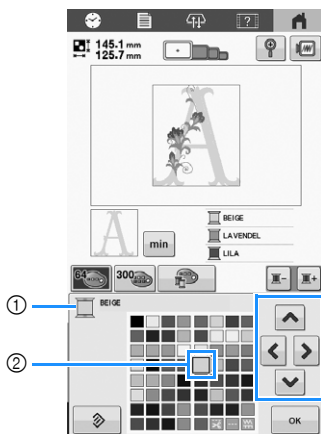 ?
145.1 mm
125.7 mm
A
A
min
BEIGE
LAVENDEL
LILA
64
300
①
BEIGE
②
OK